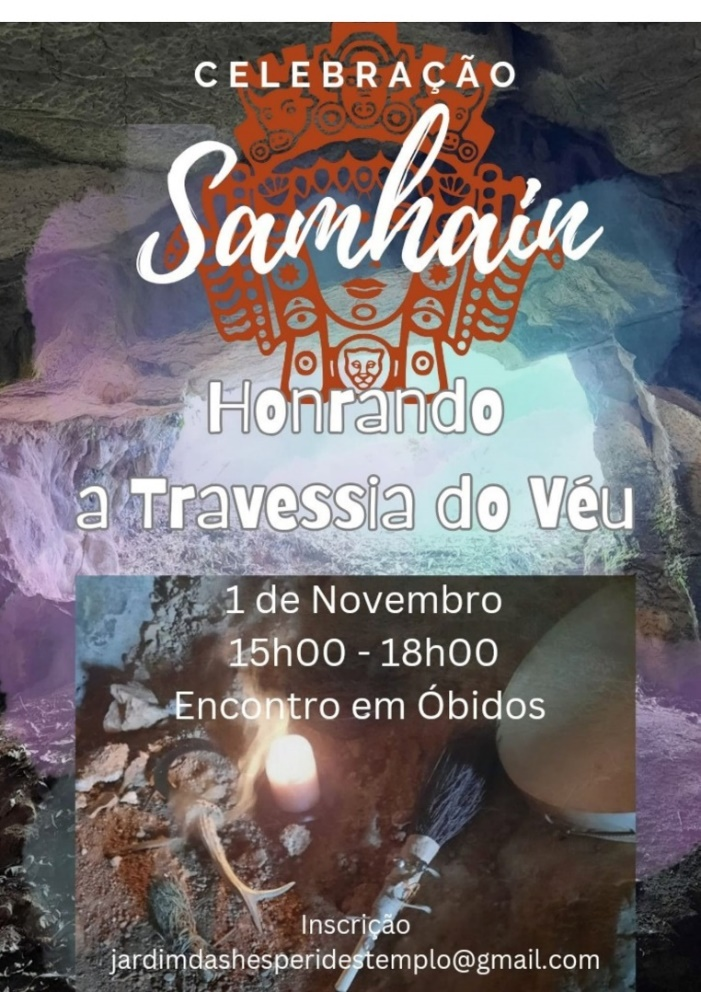 CELEBRAÇÃO
Samhain
Honrando
a Travessia do Véu
1 de Novembro
15h00 - 18h00
Encontro em Óbidos
Inscrição
jardimdashesperidestemplo@gmail.com